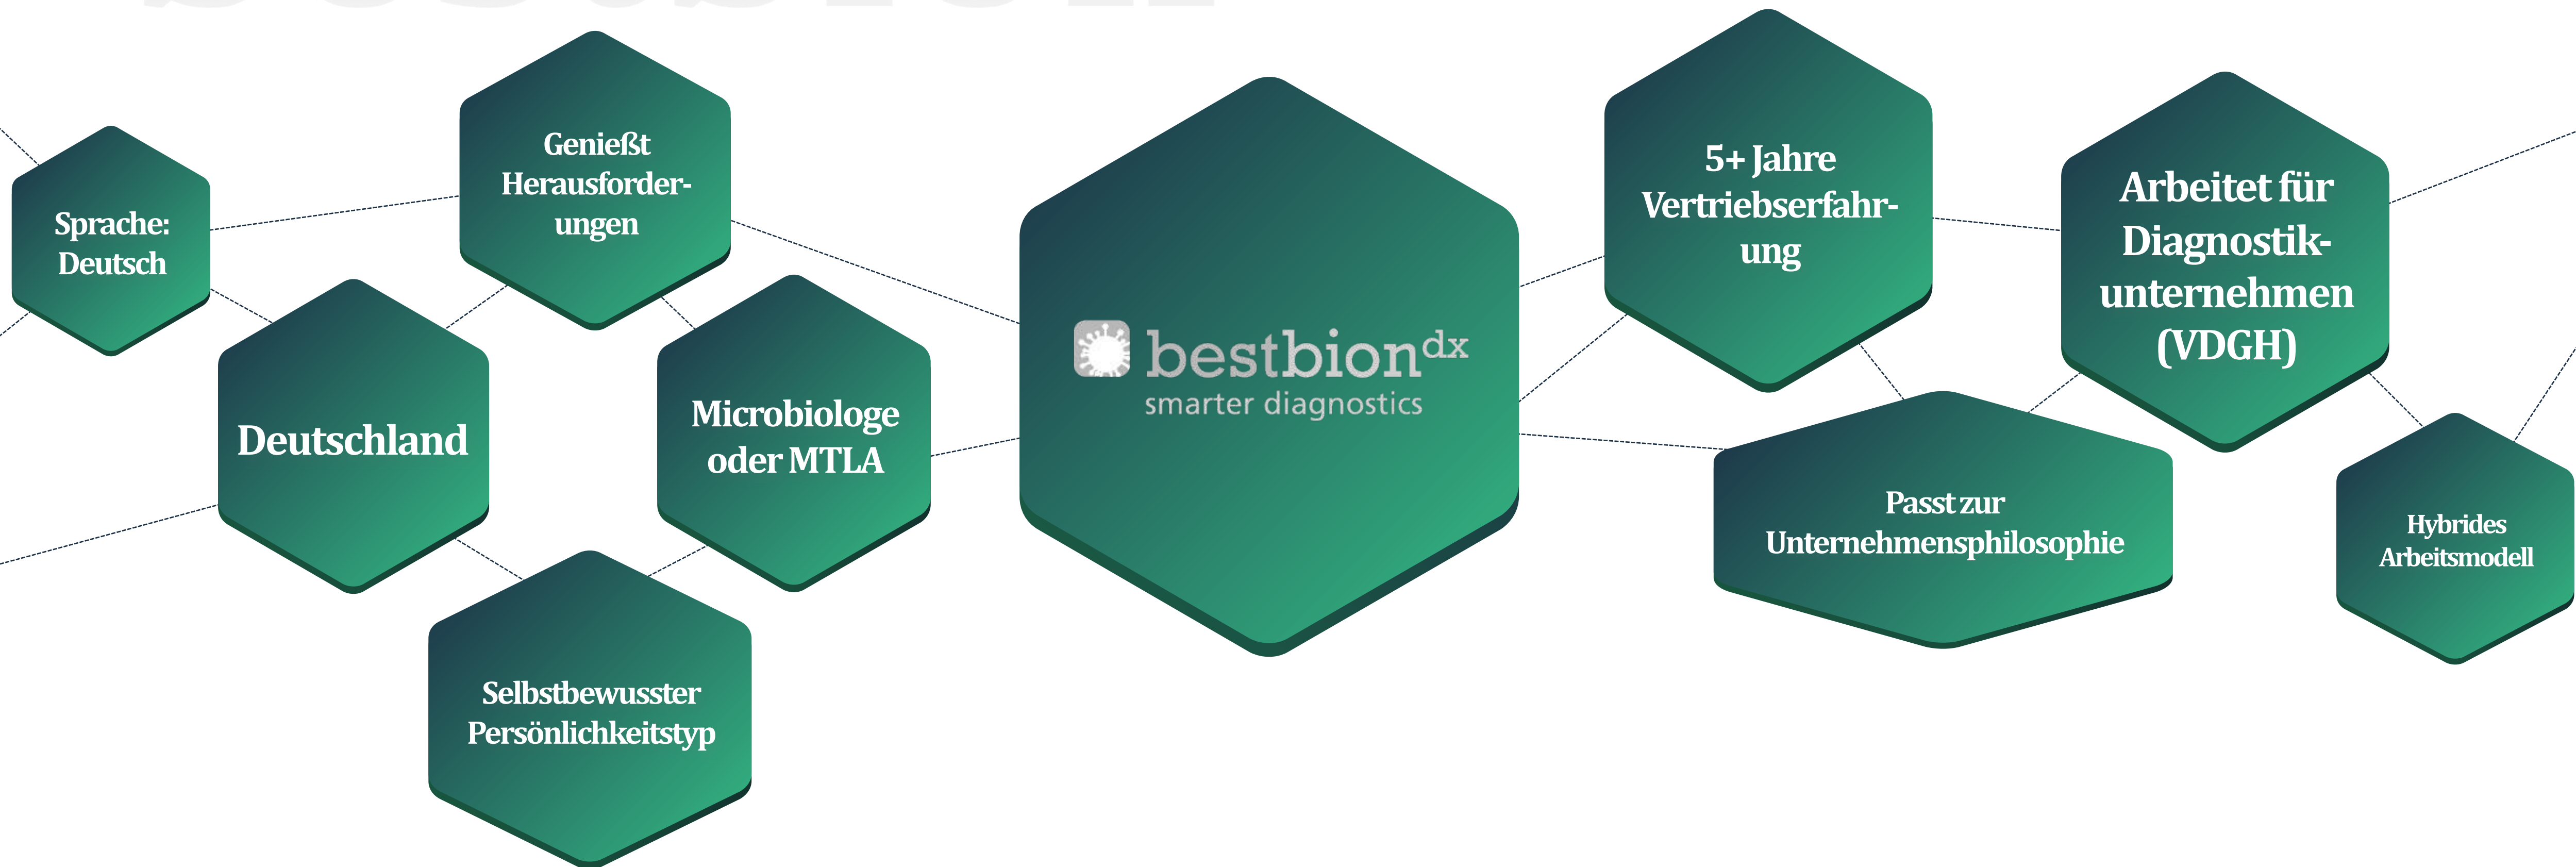 Sprache:
Deutsch
Genießt
Herausforder-
ungen
Deutschland
Microbiologe
oder MTLA
Selbstbewusster
Persönlichkeitstyp
bestbion dx
smarter diagnostics
5+ Jahre
Vertriebserfahr-
ung
Arbeitet für
Diagnostik-
unternehmen
(VDGH)
Passt zur
Unternehmensphilosophie
Hybrides
Arbeitsmodell